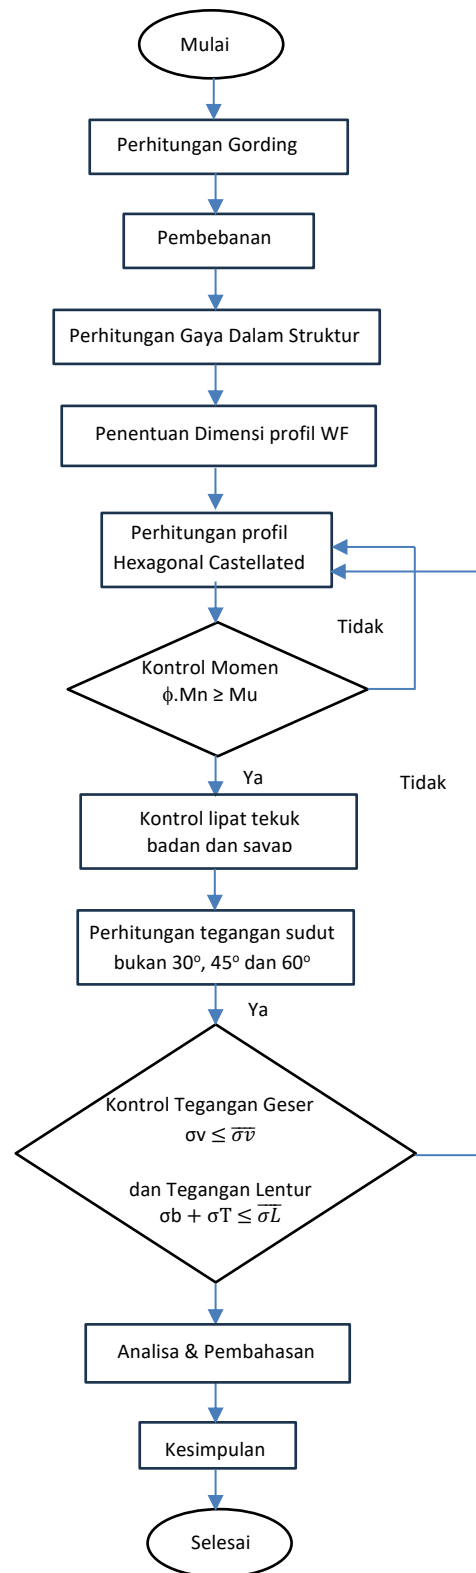 Mulai
Perhitungan Gording
Pembebanan
Perhitungan Gaya Dalam Struktur
Penentuan Dimensi profil WF
Perhitungan profil
Hexagonal Castellated
Tidak
Kontrol Momen
ϕ.Mn ≥ Mu
Ya
Tidak
Kontrol lipat tekuk
badan dan sayap
Perhitungan tegangan sudut
bukan 30°, 45° dan 60°
Ya
Kontrol Tegangan Geser
σv ≤ σ̅v̅
dan Tegangan Lentur
σb + σT ≤ σ̅L̅
Analisa & Pembahasan
Kesimpulan
Selesai